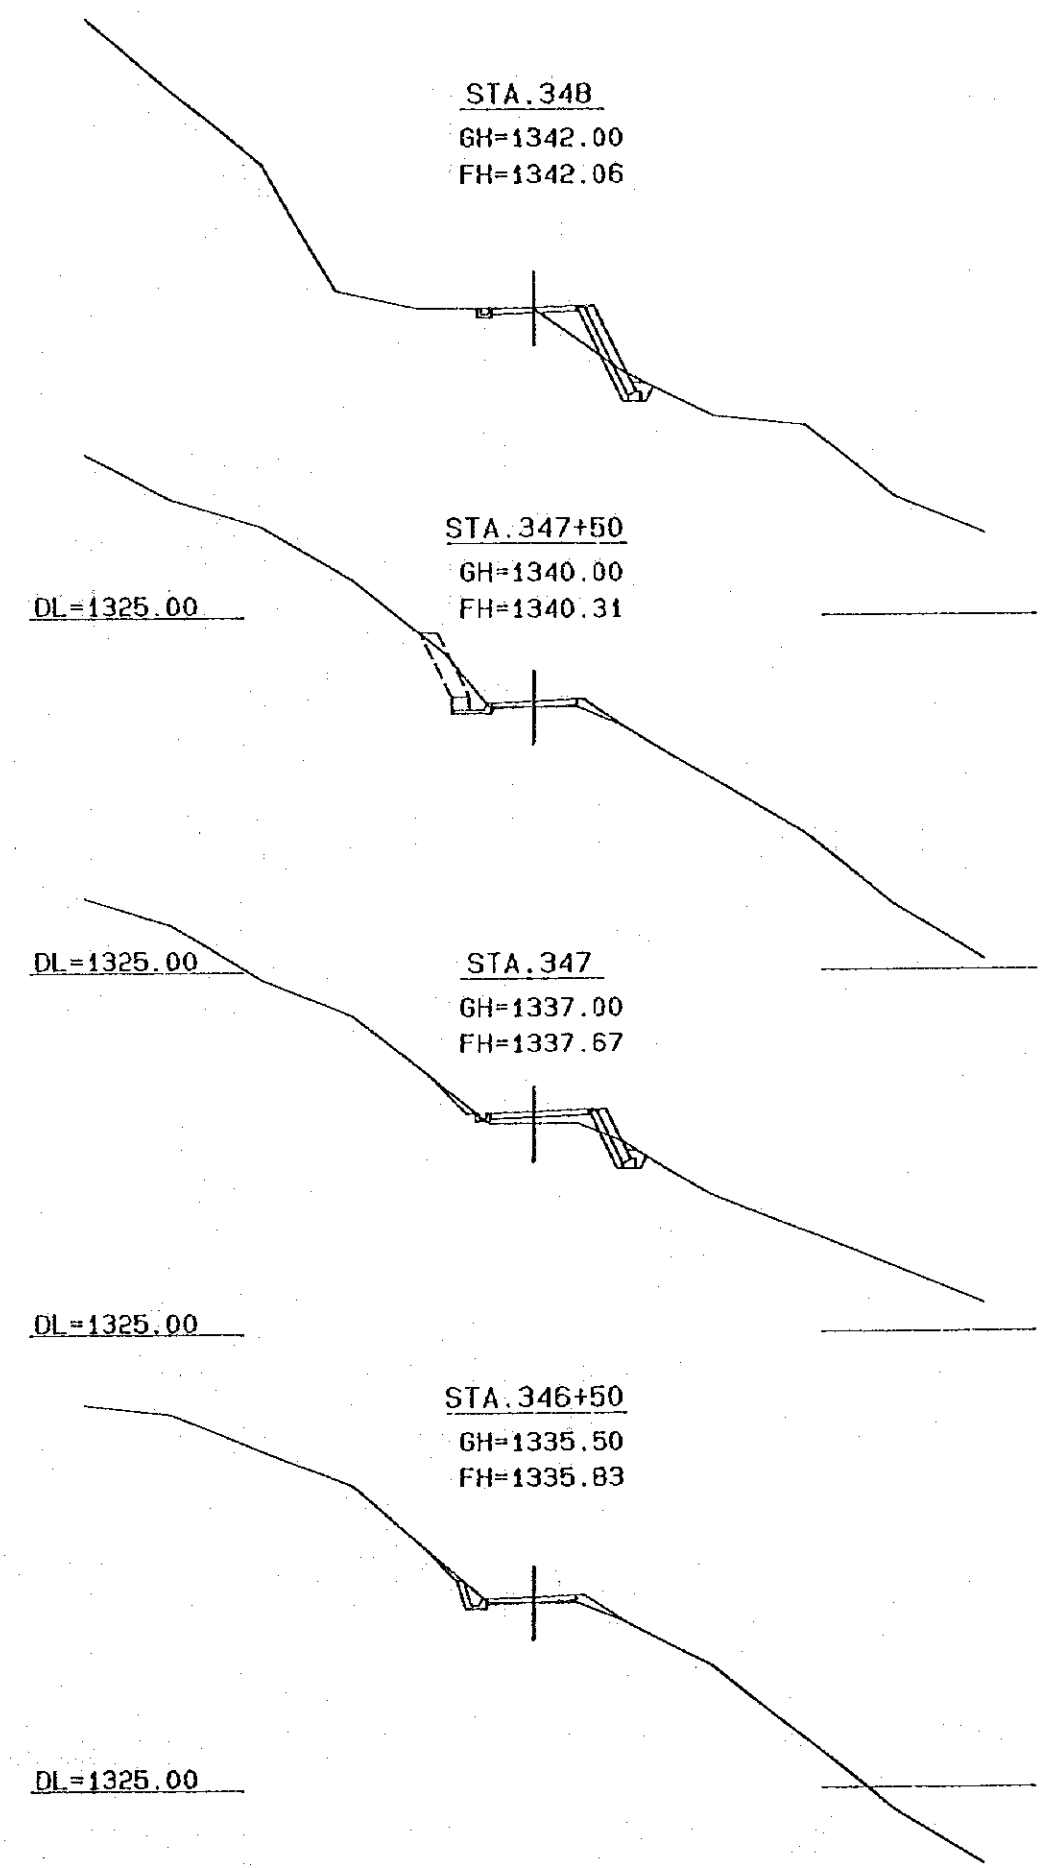 STA.348
GH=1342.00
FH=1342.06
STA.347+50
GH=1340.00
FH=1340.31
DL=1325.00
STA.347
GH=1337.00
FH=1337.67
DL=1325.00
DL=1325.00
STA.346+50
GH=1335.50
FH=1335.83
DL=1325.00